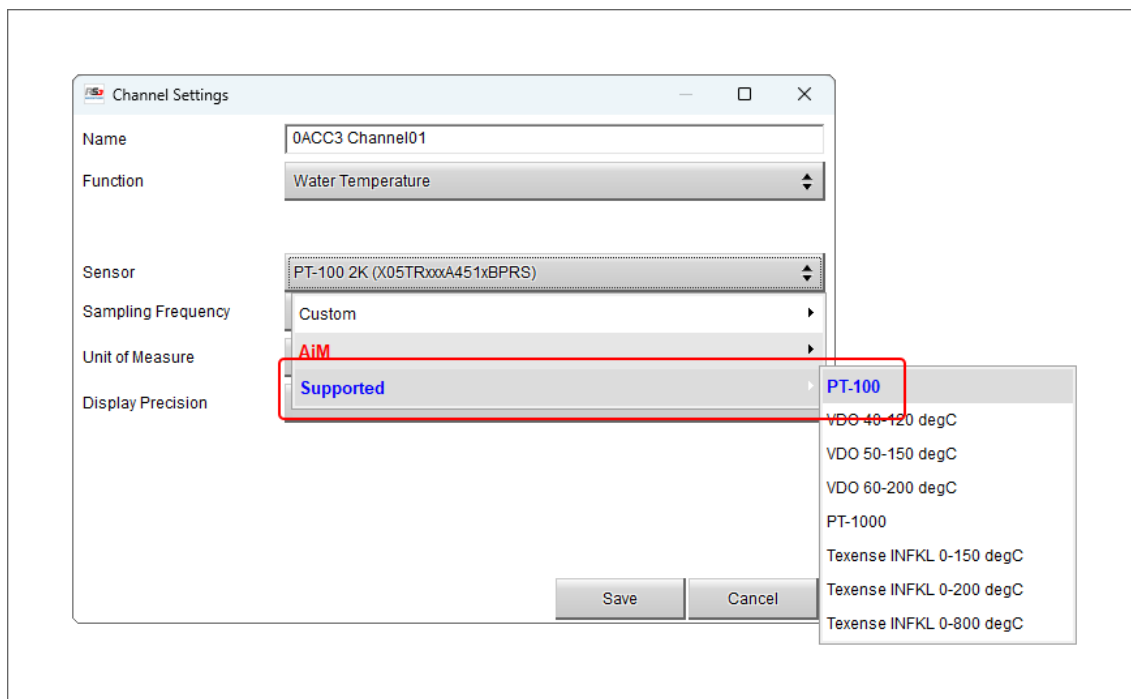 Channel Settings
Name
0ACC3 Channel01
Function
Water Temperature
Sensor
PT-100 2K (X05TRxxxA451xBPRS)
Sampling Frequency
Custom
AiM
Unit of Measure
Supported
Display Precision
PT-100
VDO 40-120 degC
VDO 50-150 degC
VDO 60-200 degC
PT-1000
Texense INFKL 0-150 degC
Texense INFKL 0-200 degC
Texense INFKL 0-800 degC
Save
Cancel